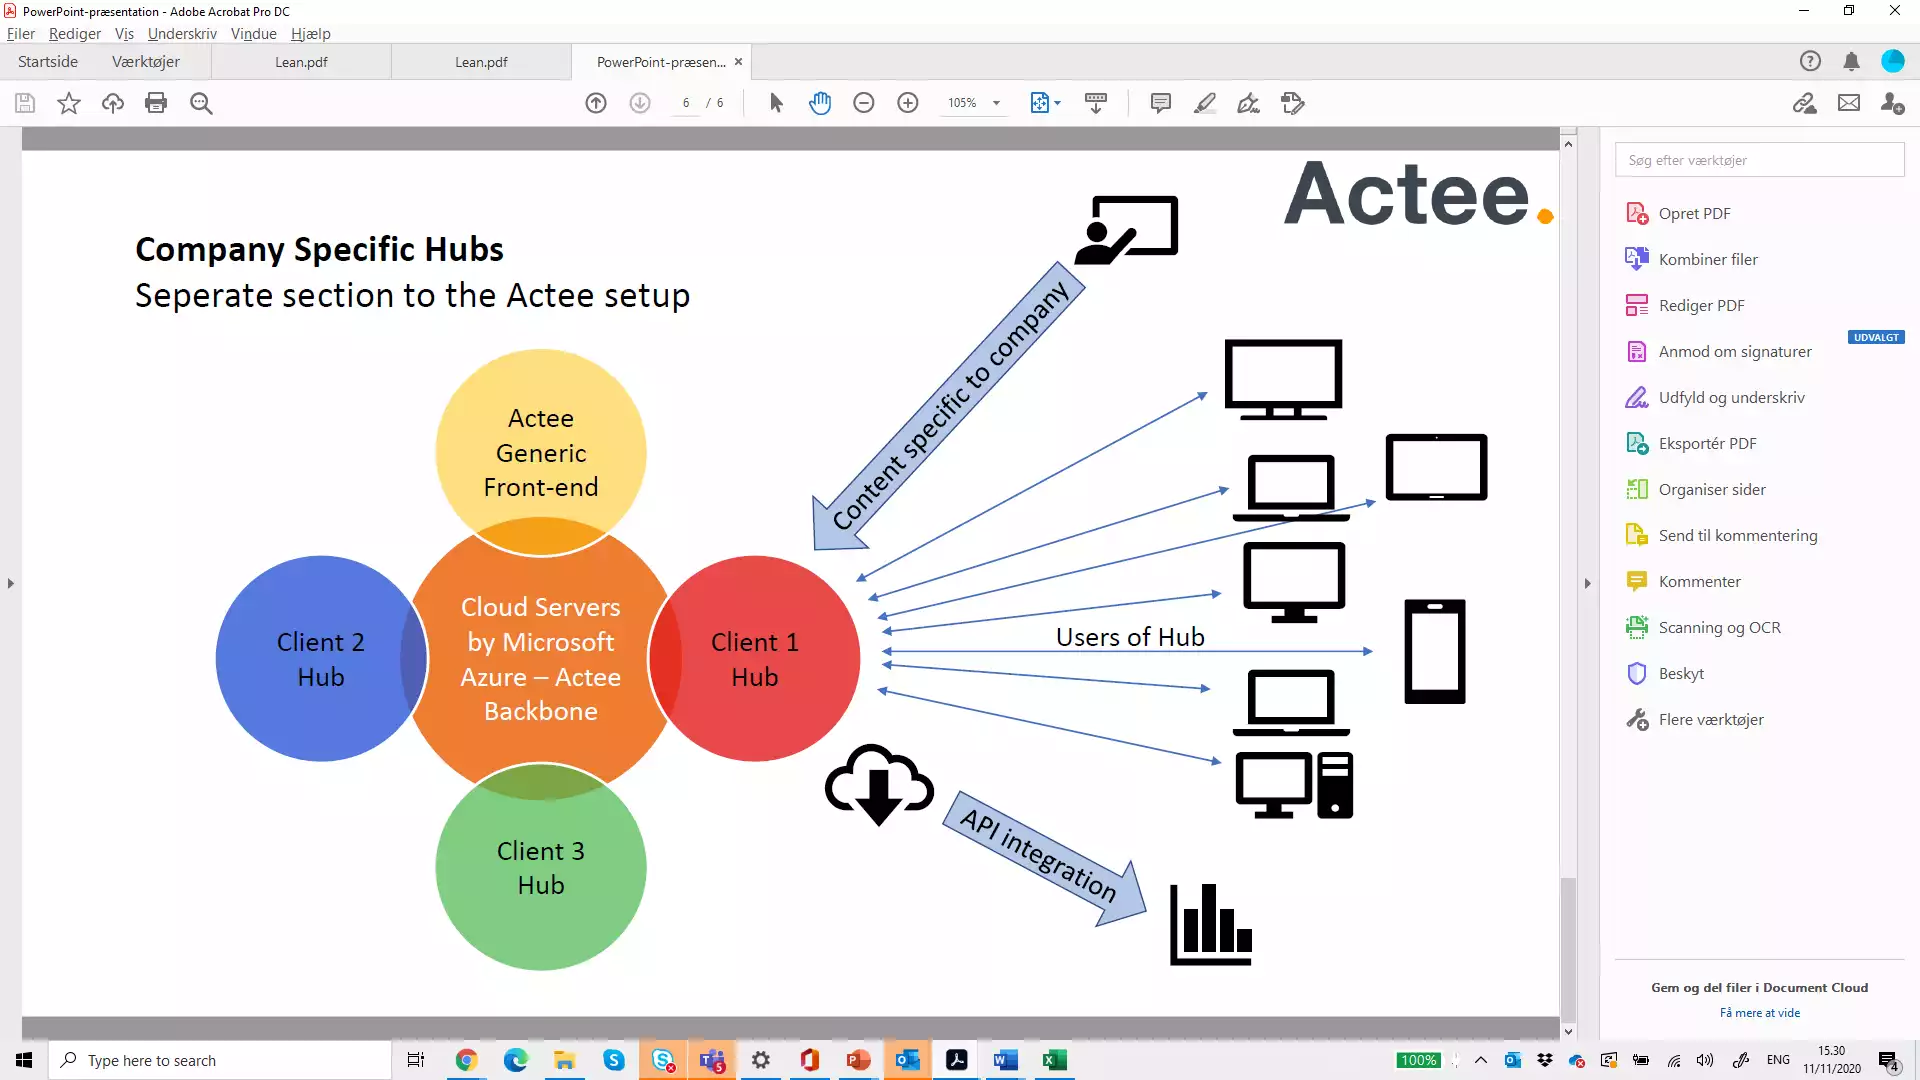 PowerPoint-præsentation - Adobe Acrobat Pro DC
Filer Rediger Vis Underskriv Vindue Hjælp
Startside Værktøjer Lean.pdf Lean.pdf PowerPoint-præsen...
6 / 6 105%
Actee.
Company Specific Hubs
Seperate section to the Actee setup
Content specific to company
Actee
Generic
Front-end
Cloud Servers
by Microsoft
Azure – Actee
Backbone
Client 2
Hub
Client 1
Hub
Users of Hub
Client 3
Hub
API integration
Søg efter værktøjer
Opret PDF
Kombiner filer
Rediger PDF
UDVALGT
Anmod om signaturer
Udfyld og underskriv
Eksportér PDF
Organiser sider
Send til kommentering
Kommenter
Scanning og OCR
Beskyt
Flere værktøjer
Gem og del filer i Document Cloud
Få mere at vide
Type here to search
5
100%
ENG
15.30
11/11/2020
4